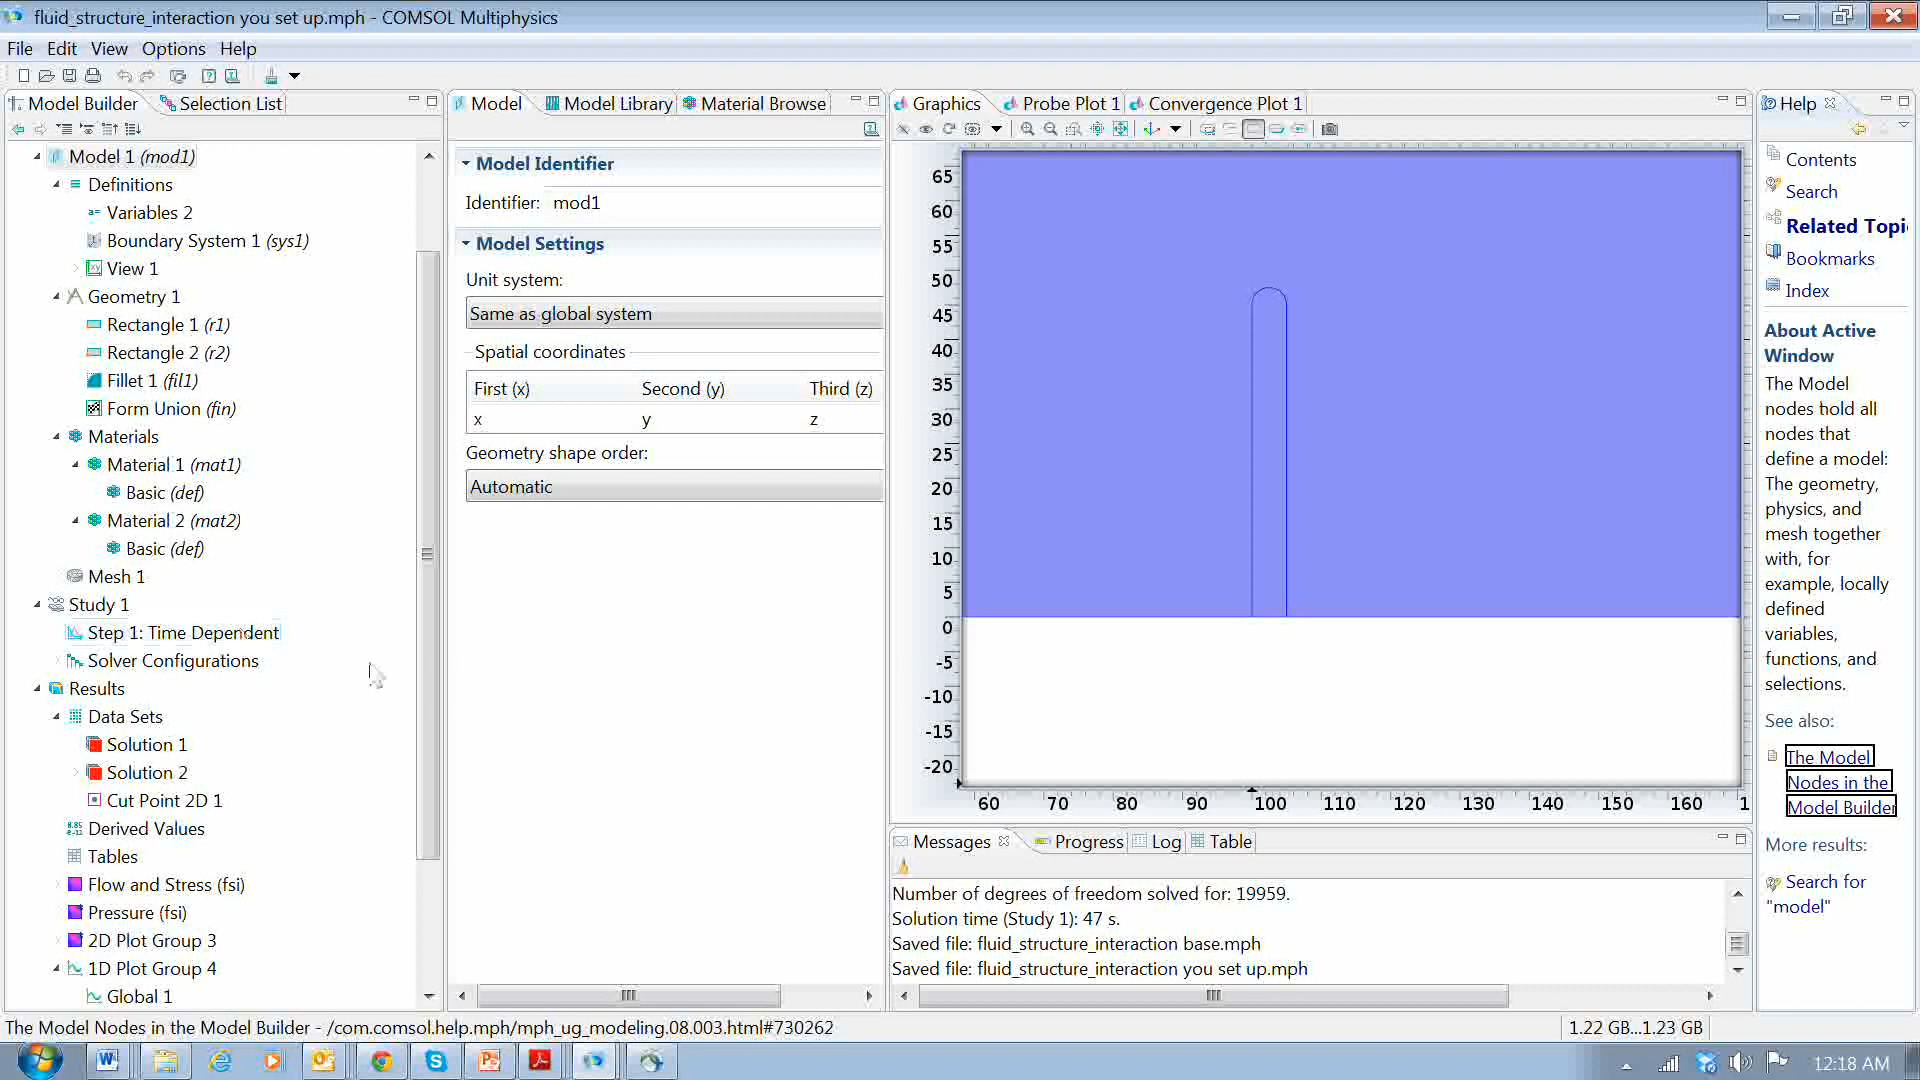 fluid_structure_interaction you set up.mph - COMSOL Multiphysics
File Edit View Options Help
Model Builder Selection List
Model 1 (mod1)
Definitions
a= Variables 2
Boundary System 1 (sys1)
View 1
Geometry 1
Rectangle 1 (r1)
Rectangle 2 (r2)
Fillet 1 (fil1)
Form Union (fin)
Materials
Material 1 (mat1)
Basic (def)
Material 2 (mat2)
Basic (def)
Mesh 1
Study 1
Step 1: Time Dependent
Solver Configurations
Results
Data Sets
Solution 1
Solution 2
Cut Point 2D 1
Derived Values
Tables
Flow and Stress (fsi)
Pressure (fsi)
2D Plot Group 3
1D Plot Group 4
Global 1
Model Model Library Material Browse
Model Identifier
Identifier: mod1
Model Settings
Unit system:
Same as global system
Spatial coordinates
First (x) Second (y) Third (z)
x y z
Geometry shape order:
Automatic
Graphics Probe Plot 1 Convergence Plot 1
65
60
55
50
45
40
35
30
25
20
15
10
5
0
-5
-10
-15
-20
60 70 80 90 100 110 120 130 140 150 160 1
Messages Progress Log Table
Number of degrees of freedom solved for: 19959.
Solution time (Study 1): 47 s.
Saved file: fluid_structure_interaction base.mph
Saved file: fluid_structure_interaction you set up.mph
Help
Contents
Search
Related Topi
Bookmarks
Index
About Active
Window
The Model
nodes hold all
nodes that
define a model:
The geometry,
physics, and
mesh together
with, for
example, locally
defined
variables,
functions, and
selections.
See also:
The Model
Nodes in the
Model Builder
More results:
Search for
"model"
The Model Nodes in the Model Builder - /com.comsol.help.mph/mph_ug_modeling.08.003.html#730262
1.22 GB...1.23 GB
12:18 AM